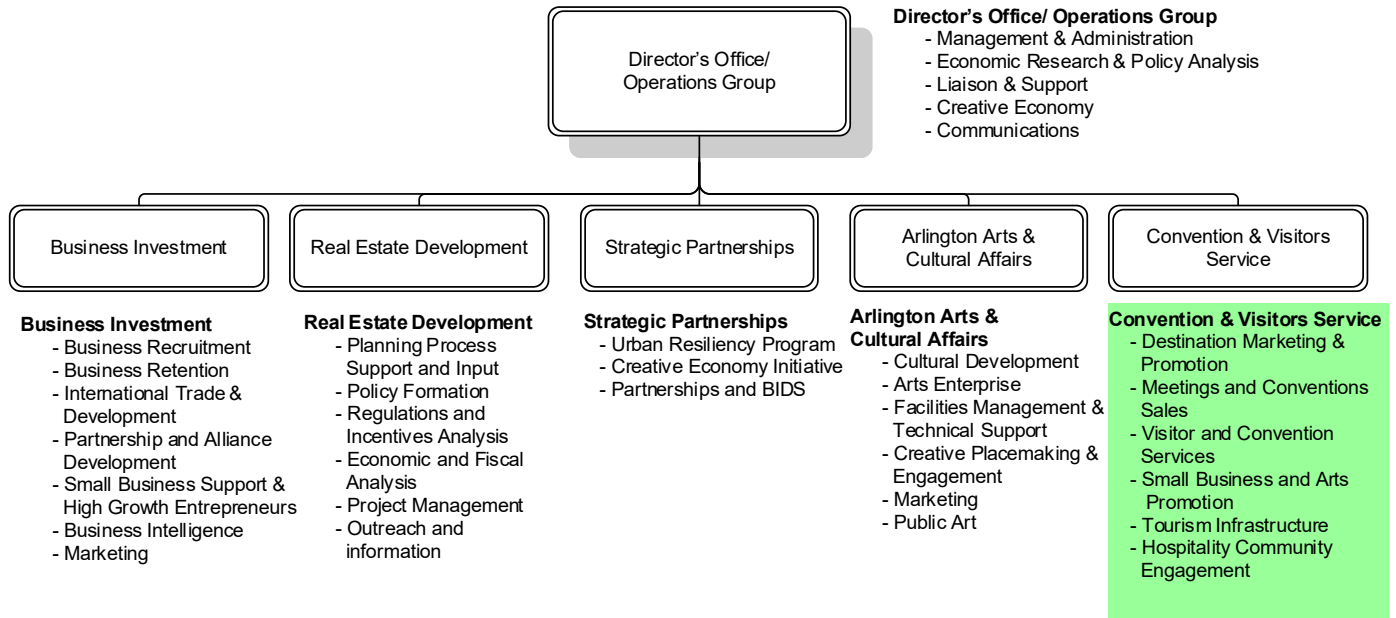 Director's Office/
Operations Group
Director's Office/ Operations Group
- Management & Administration
- Economic Research & Policy Analysis
- Liaison & Support
- Creative Economy
- Communications
Business Investment
Real Estate Development
Strategic Partnerships
Arlington Arts &
Cultural Affairs
Convention & Visitors
Service
Business Investment
- Business Recruitment
- Business Retention
- International Trade &
Development
- Partnership and Alliance
Development
- Small Business Support &
High Growth Entrepreneurs
- Business Intelligence
- Marketing
Real Estate Development
- Planning Process
Support and Input
- Policy Formation
- Regulations and
Incentives Analysis
- Economic and Fiscal
Analysis
- Project Management
- Outreach and
information
Strategic Partnerships
- Urban Resiliency Program
- Creative Economy Initiative
- Partnerships and BIDS
Arlington Arts &
Cultural Affairs
- Cultural Development
- Arts Enterprise
- Facilities Management &
Technical Support
- Creative Placemaking &
Engagement
- Marketing
- Public Art
Convention & Visitors Service
- Destination Marketing &
Promotion
- Meetings and Conventions
Sales
- Visitor and Convention
Services
- Small Business and Arts
Promotion
- Tourism Infrastructure
- Hospitality Community
Engagement